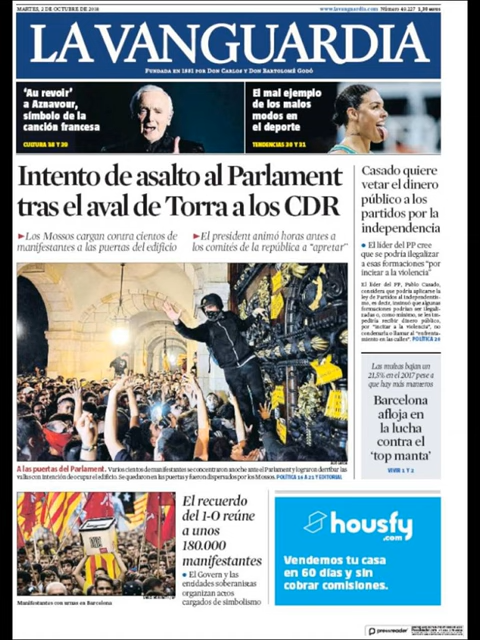 MARTES, 2 DE OCTUBRE DE 2018
www.lavanguardia.com Número 49.227 1,50 euros
LA VANGUARDIA
FUNDADA EN 1881 POR DON CARLOS Y DON BARTOLOMÉ GODÓ
‘Au revoir’
a Aznavour,
símbolo de la
canción francesa
CULTURA 38 Y 39
El mal ejemplo
de los malos
modos en
el deporte
TENDENCIAS 30 Y 31
Intento de asalto al Parlament
tras el aval de Torra a los CDR
Los Mossos cargan contra cientos de
manifestantes a las puertas del edificio
El president animó horas antes a
los comités de la república a “apretar”
A las puertas del Parlament. Varios cientos de manifestantes se concentraron anoche ante el Parlament y lograron derribar las
vallas con intención de ocupar el edificio. Se quedaron en las puertas y fueron dispersados por los Mossos.
Casado quiere
vetar el dinero
público a los
partidos por la
independencia
El líder del PP cree
que se podría ilegalizar
a esas formaciones “por
incitar a la violencia”
El líder del PP, Pablo Casado,
considera que podría aplicarse la
ley de Partidos al independentis-
mo, es decir, insinuó que algunas
formaciones podrían ser ilegali-
zadas o, como mínimo, se les im-
pediría recibir dinero público,
por “incitar a la violencia”, no
condenarla o llamar al “enfrenta-
miento en las calles”. POLÍTICA 20
Las multas bajan un
21,5% en el 2017 pese a
que hay más manteros
Barcelona
afloja en
la lucha
contra el
‘top manta’
VIVIR 1 Y 2
El recuerdo
del 1-O reúne
a unos
180.000
manifestantes
El Govern y las
entidades soberanistas
organizan actos
cargados de simbolismo
Manifestantes con urnas en Barcelona
housfy
.com
Vendemos tu casa
en 60 días y sin
cobrar comisiones.
pressreader